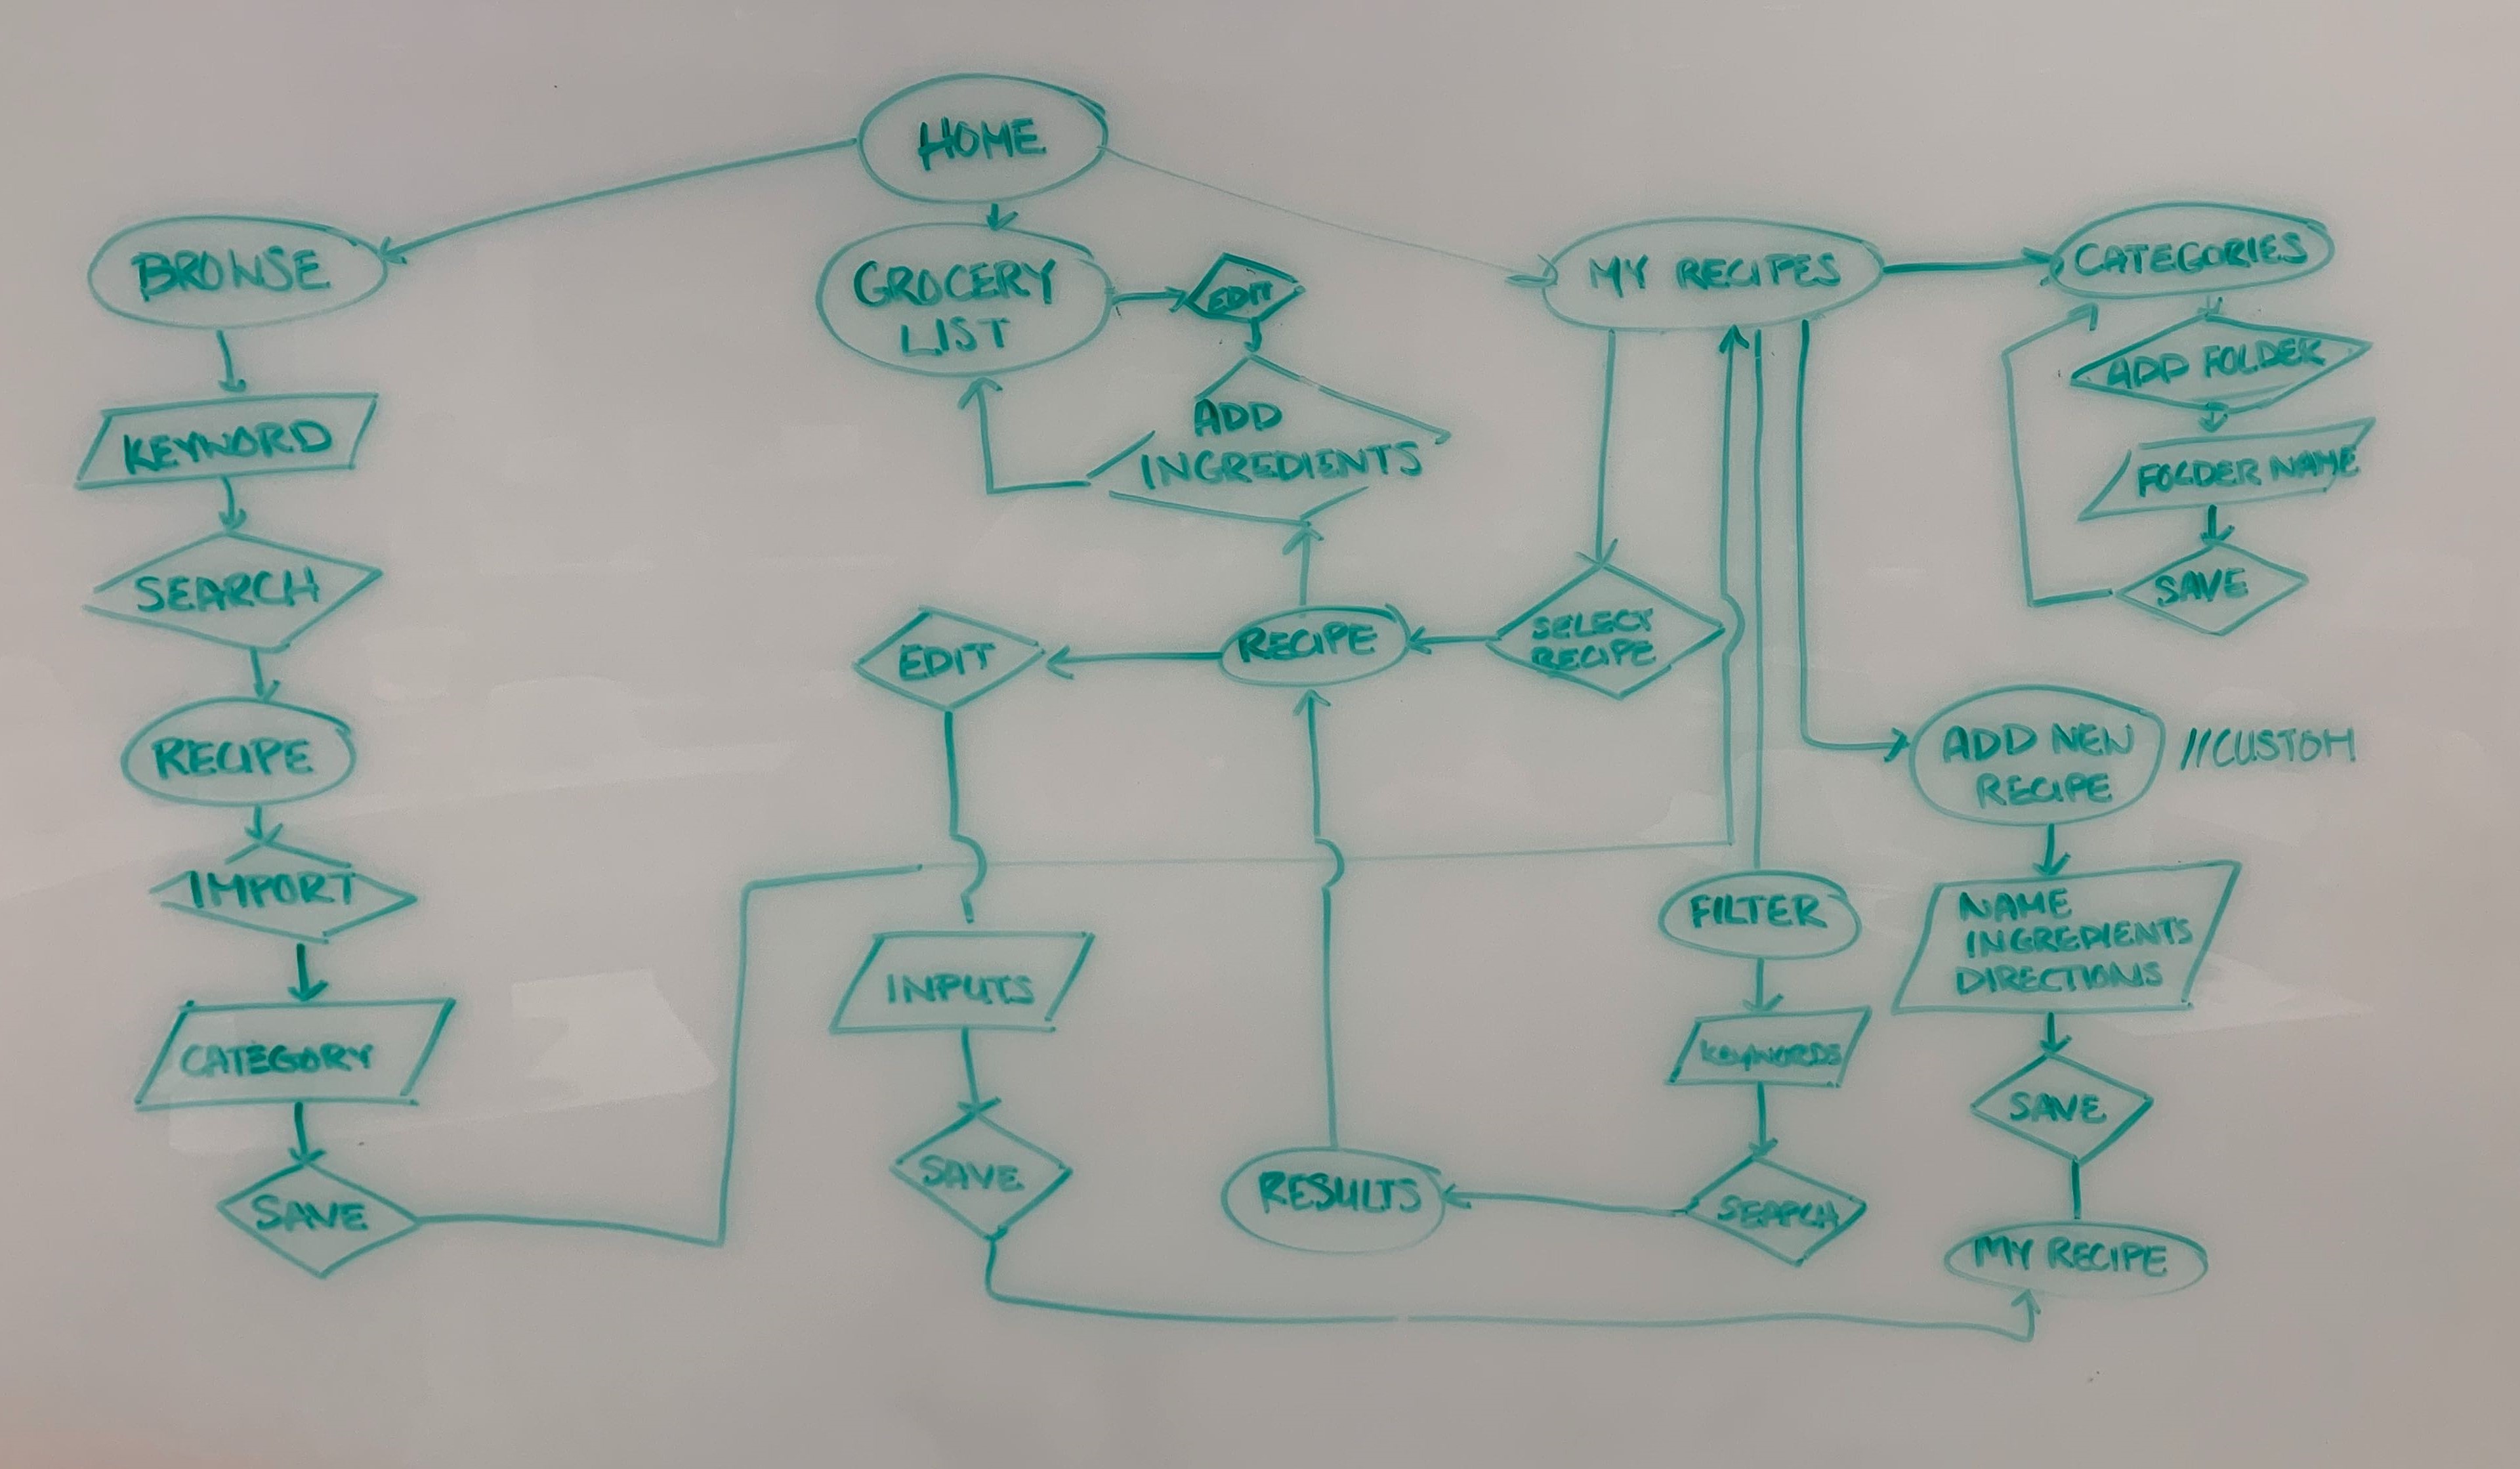 HOME
BROWSE
KEYWORD
SEARCH
RECIPE
IMPORT
CATEGORY
SAVE
GROCERY
LIST
EDIT
ADD
INGREDIENTS
MY RECIPES
SELECT
RECIPE
RECIPE
EDIT
INPUTS
SAVE
FILTER
KEYWORDS
SEARCH
RESULTS
CATEGORIES
ADD FOLDER
FOLDER NAME
SAVE
ADD NEW
RECIPE
//CUSTOM
NAME
INGREDIENTS
DIRECTIONS
SAVE
MY RECIPE